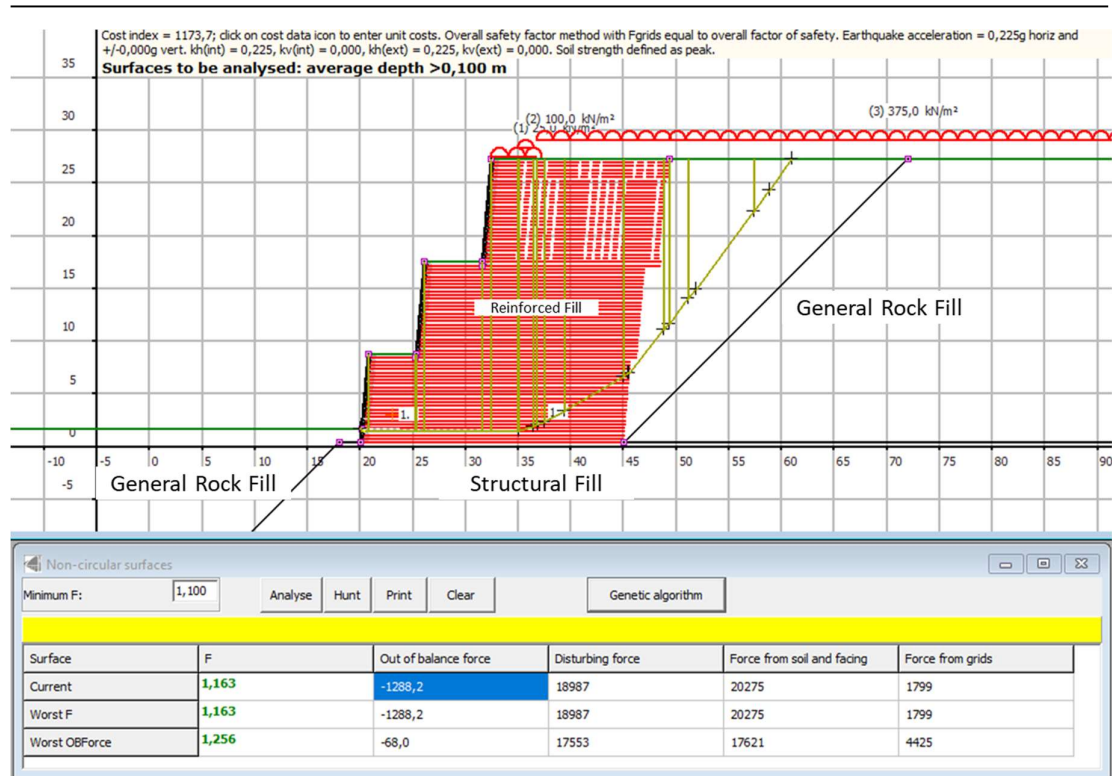 Cost index = 1173,7; click on cost data icon to enter unit costs. Overall safety factor method with Fgrids equal to overall factor of safety. Earthquake acceleration = 0,225g horiz and
+/-0,000g vert. kh(int) = 0,225, kv(int) = 0,000, kh(ext) = 0,225, kv(ext) = 0,000. Soil strength defined as peak.
Surfaces to be analysed: average depth >0,100 m
35
30
(3) 375,0 kN/m²
(2) 100,0 kN/m²
(1) 25,0 kN/m²
25
20
15
Reinforced Fill
General Rock Fill
10
5
1.
1
0
-10 -5 0 5 10 15 20 25 30 35 40 45 50 55 60 65 70 75 80 85 90
-5
General Rock Fill
Structural Fill
Non-circular surfaces
Minimum F: 1,100 Analyse Hunt Print Clear Genetic algorithm
Surface F Out of balance force Disturbing force Force from soil and facing Force from grids
Current 1,163 -1288,2 18987 20275 1799
Worst F 1,163 -1288,2 18987 20275 1799
Worst OBForce 1,256 -68,0 17553 17621 4425